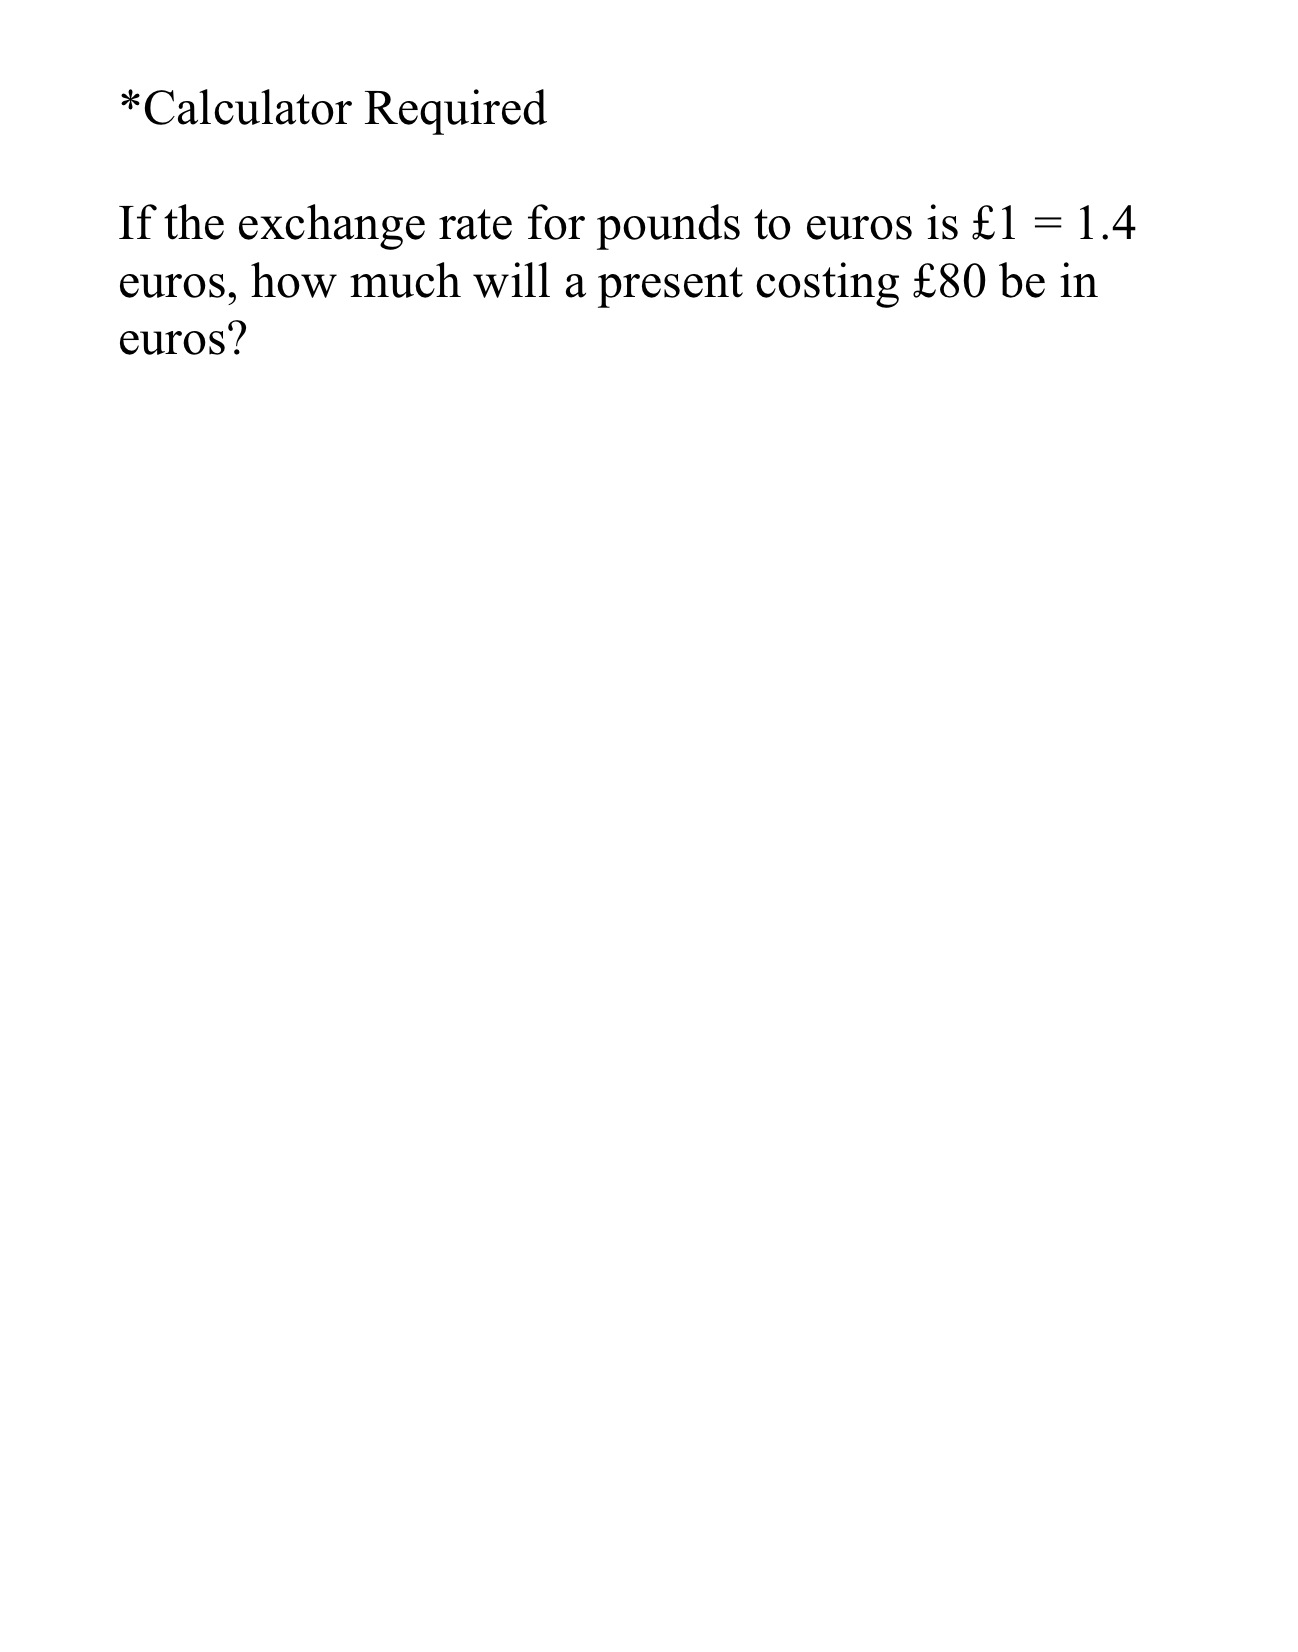 *Calculator Required
If the exchange rate for pounds to euros is £1 = 1.4
euros, how much will a present costing £80 be in
euros?